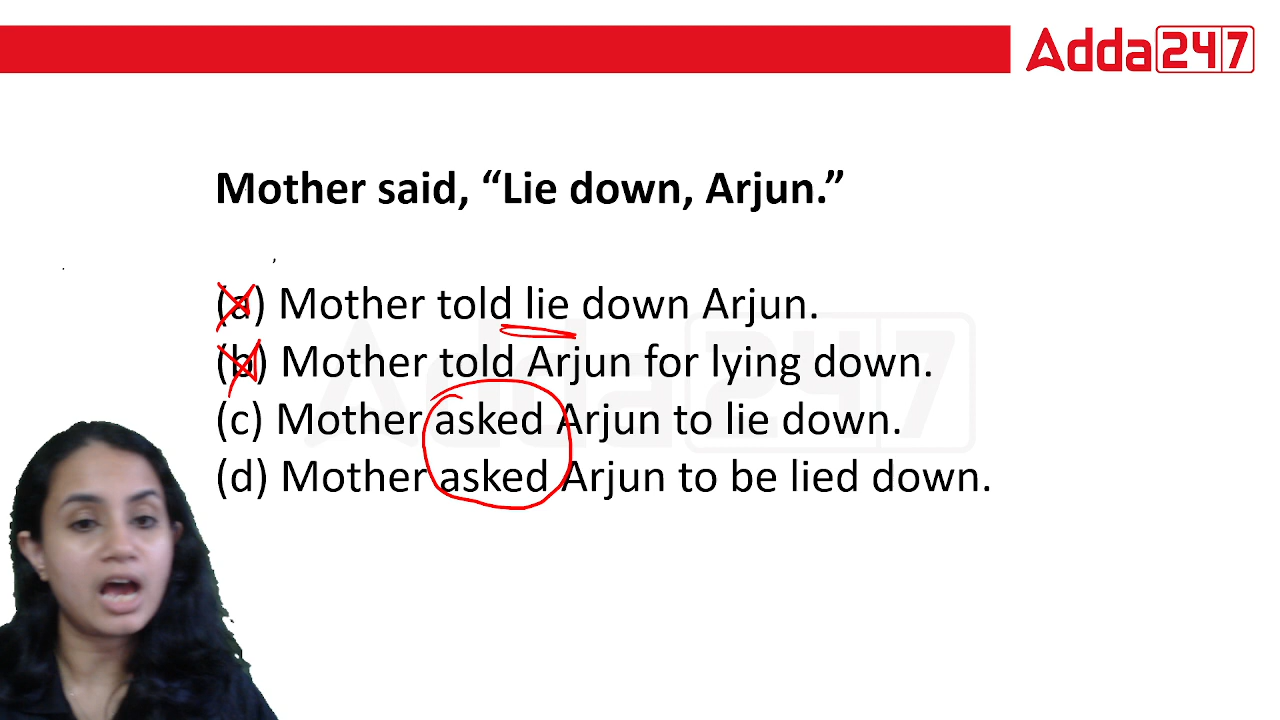 Adda247
Mother said, “Lie down, Arjun.”
(a) Mother told lie down Arjun.
(b) Mother told Arjun for lying down.
(c) Mother asked Arjun to lie down.
(d) Mother asked Arjun to be lied down.